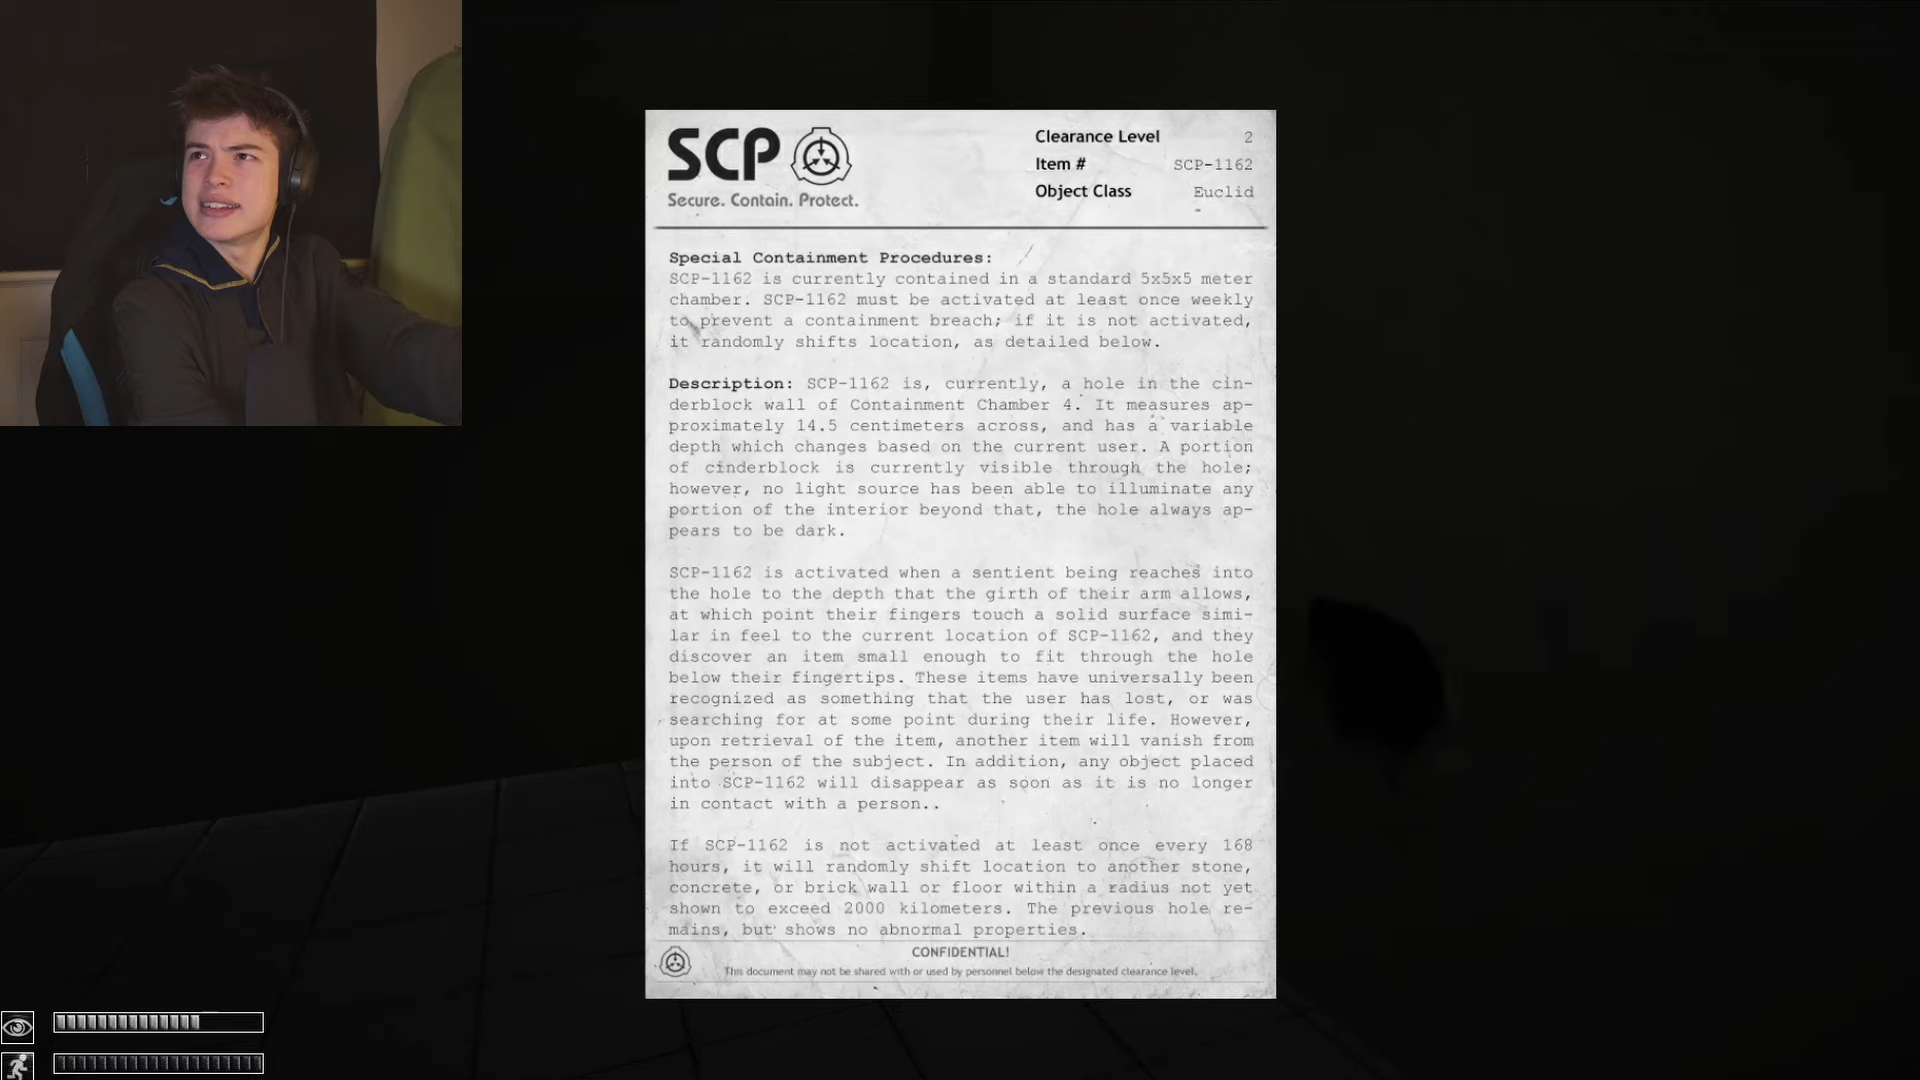 SCP
Secure. Contain. Protect.
Clearance Level 2
Item # SCP-1162
Object Class Euclid
Special Containment Procedures:
SCP-1162 is currently contained in a standard 5x5x5 meter
chamber. SCP-1162 must be activated at least once weekly
to prevent a containment breach; if it is not activated,
it randomly shifts location, as detailed below.
Description: SCP-1162 is, currently, a hole in the cin-
derblock wall of Containment Chamber 4. It measures ap-
proximately 14.5 centimeters across, and has a variable
depth which changes based on the current user. A portion
of cinderblock is currently visible through the hole;
however, no light source has been able to illuminate any
portion of the interior beyond that, the hole always ap-
pears to be dark.
SCP-1162 is activated when a sentient being reaches into
the hole to the depth that the girth of their arm allows,
at which point their fingers touch a solid surface simi-
lar in feel to the current location of SCP-1162, and they
discover an item small enough to fit through the hole
below their fingertips. These items have universally been
recognized as something that the user has lost, or was
searching for at some point during their life. However,
upon retrieval of the item, another item will vanish from
the person of the subject. In addition, any object placed
into SCP-1162 will disappear as soon as it is no longer
in contact with a person..
If SCP-1162 is not activated at least once every 168
hours, it will randomly shift location to another stone,
concrete, or brick wall or floor within a radius not yet
shown to exceed 2000 kilometers. The previous hole re-
mains, but shows no abnormal properties.
CONFIDENTIAL!
This document may not be shared with or used by personnel below the designated clearance level.